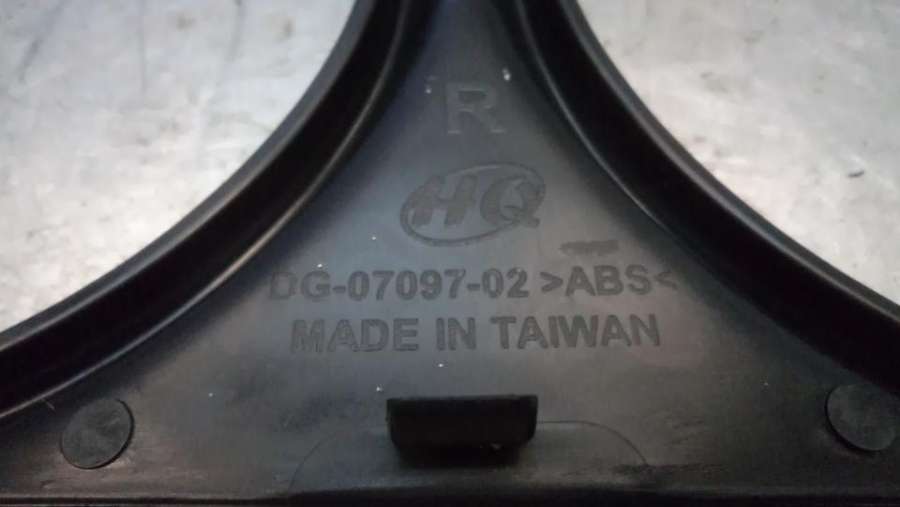 R
HQ
DG-07097-02 >ABS<
MADE IN TAIWAN